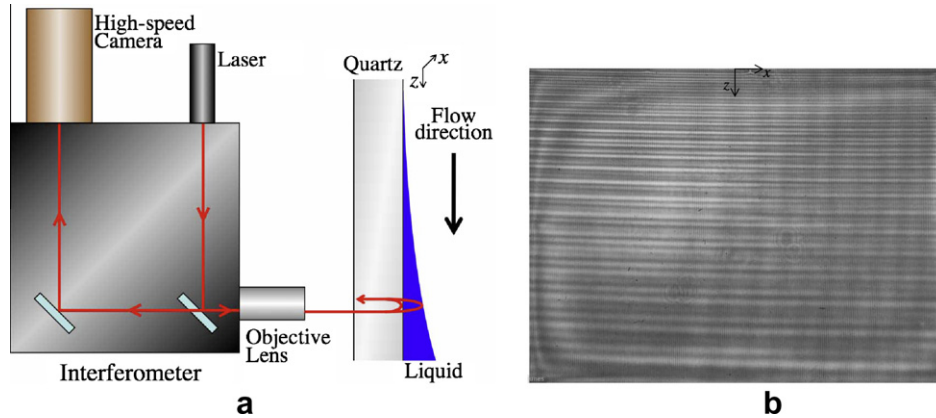 High-speed
Camera
Laser
Quartz
x
z
Flow
direction
Objective
Lens
Interferometer
Liquid
a
x
z
b